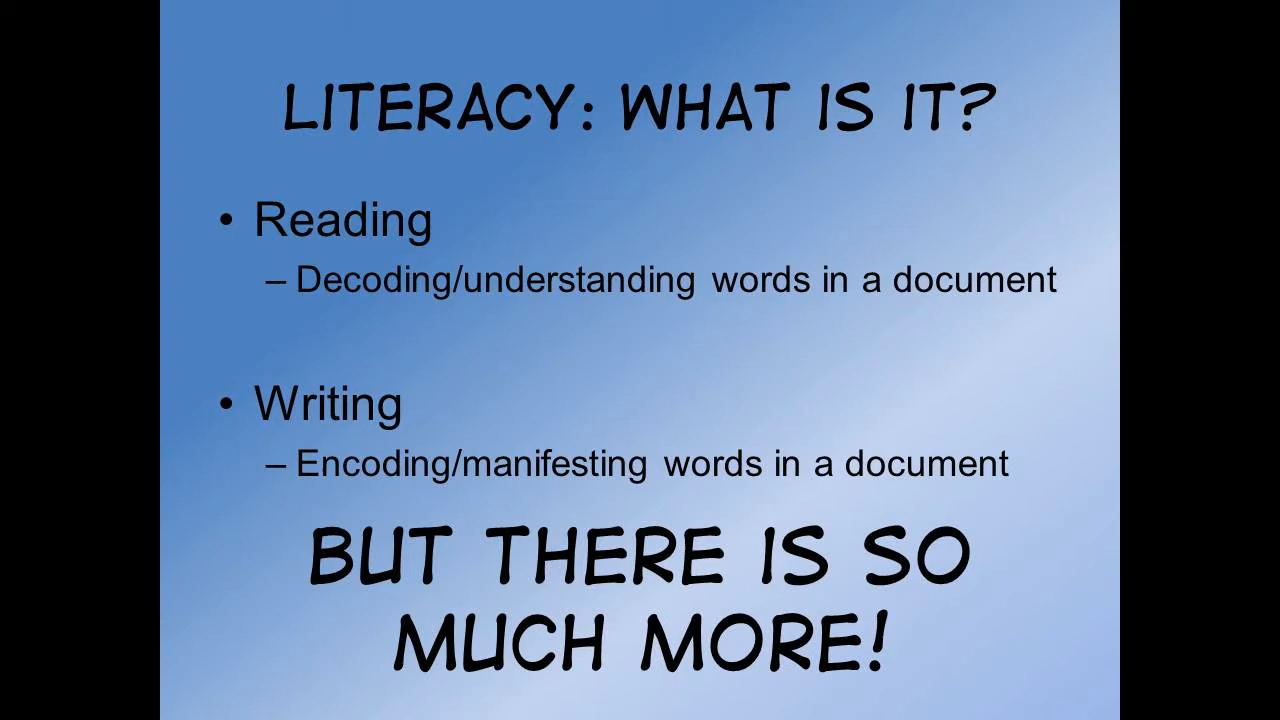 LITERACY: WHAT IS IT?
• Reading
– Decoding/understanding words in a document
• Writing
– Encoding/manifesting words in a document
BUT THERE IS SO
MUCH MORE!